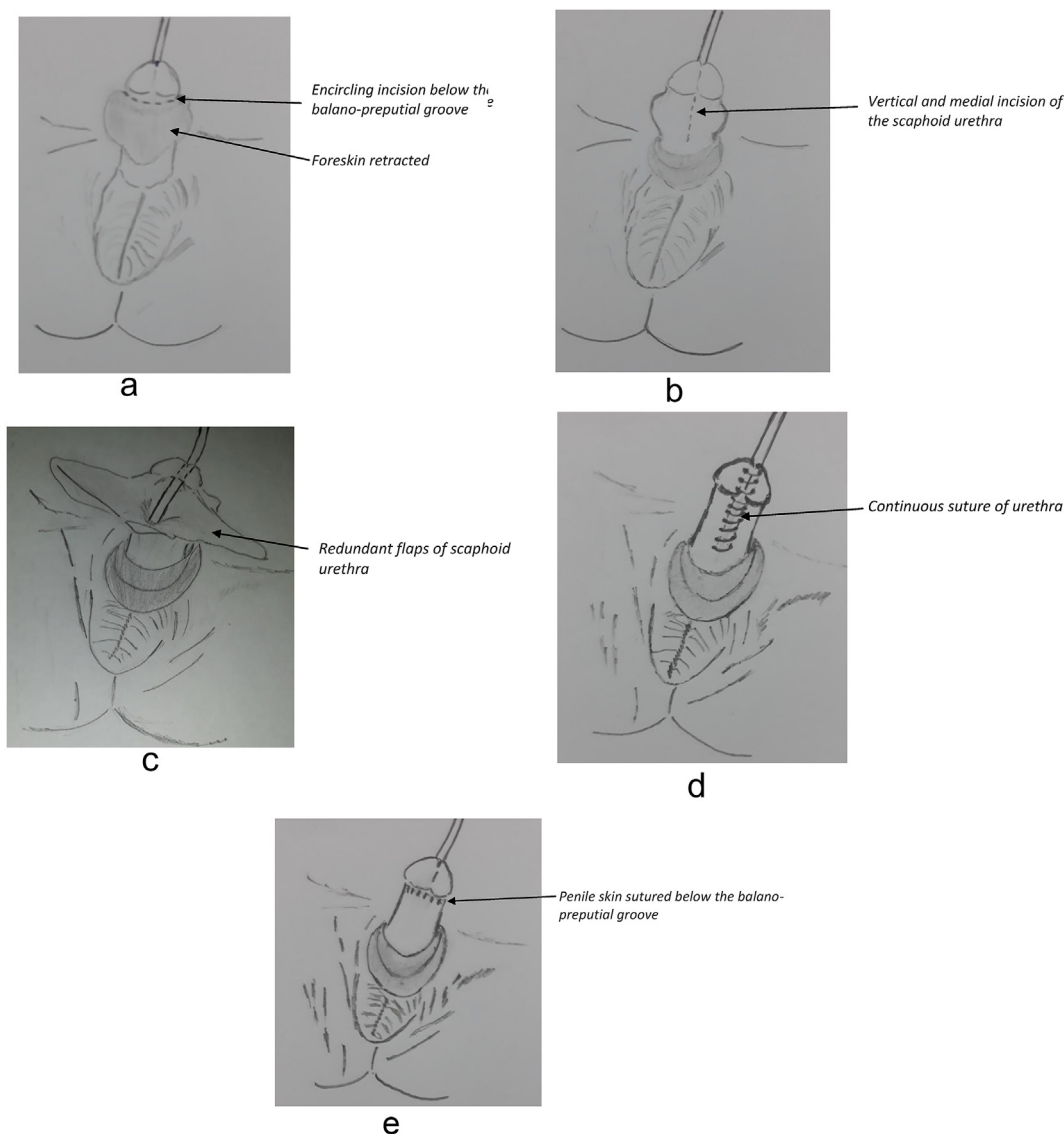 Encircling incision below the
balano-preputial groove
Foreskin retracted
a
Vertical and medial incision of
the scaphoid urethra
b
Redundant flaps of scaphoid
urethra
c
Continuous suture of urethra
d
Penile skin sutured below the balano-
preputial groove
e